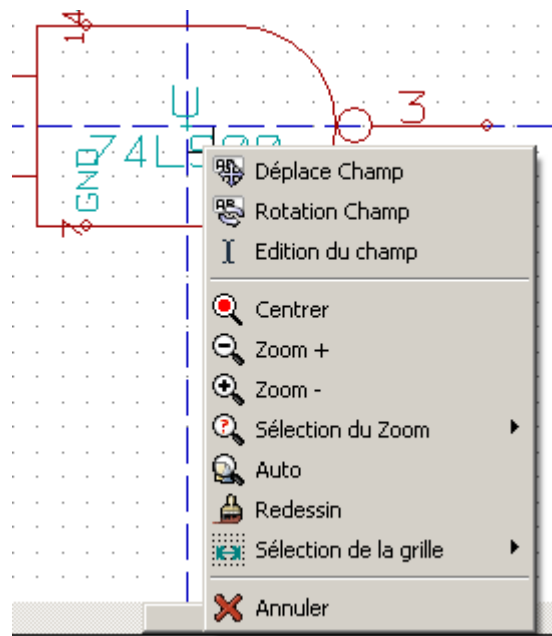 14
U
3
74LS00
GND
7
Déplace Champ
Rotation Champ
Edition du champ
Centrer
Zoom +
Zoom -
Sélection du Zoom
Auto
Redessin
Sélection de la grille
Annuler